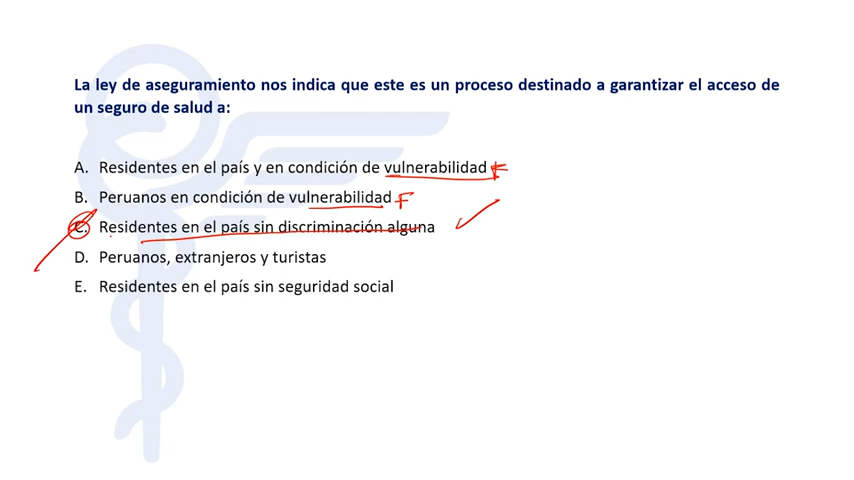 La ley de aseguramiento nos indica que este es un proceso destinado a garantizar el acceso de
un seguro de salud a:
A. Residentes en el país y en condición de vulnerabilidad F
B. Peruanos en condición de vulnerabilidad F
C. Residentes en el país sin discriminación alguna
D. Peruanos, extranjeros y turistas
E. Residentes en el país sin seguridad social